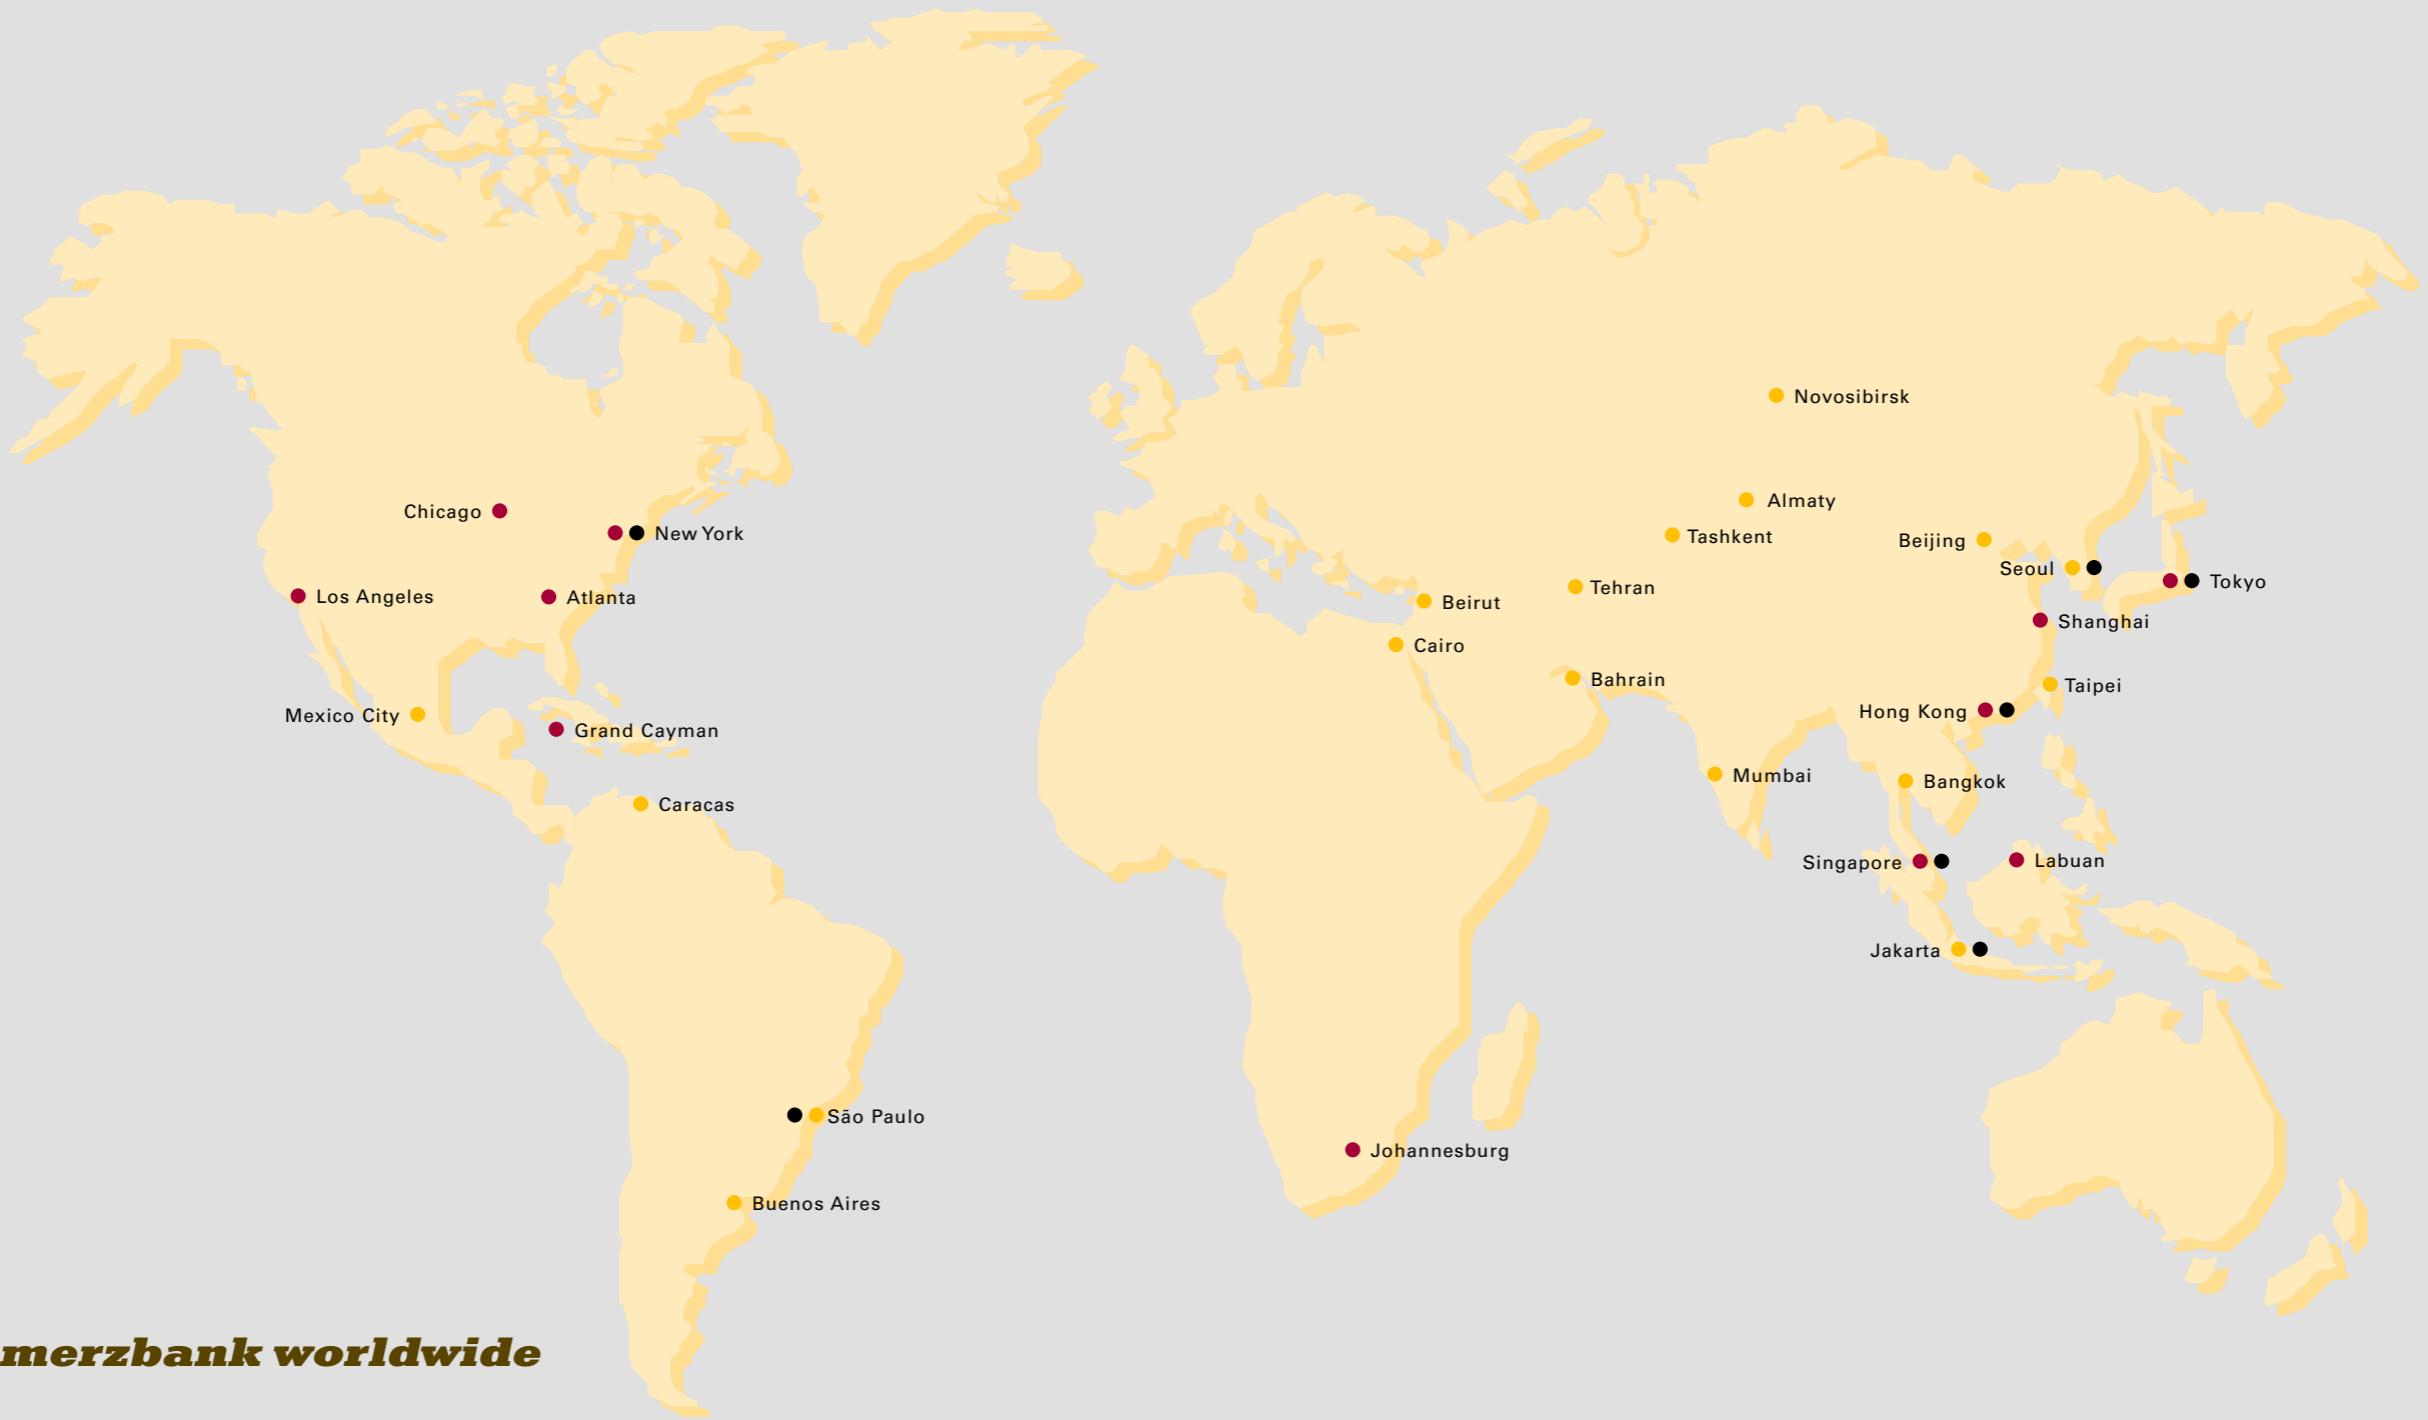 Novosibirsk
Almaty
Chicago
New York
Tashkent
Beijing
Seoul
Tokyo
Tehran
Los Angeles
Atlanta
Beirut
Shanghai
Cairo
Bahrain
Taipei
Hong Kong
Mexico City
Grand Cayman
Mumbai
Bangkok
Caracas
Singapore
Labuan
Jakarta
São Paulo
Johannesburg
Buenos Aires
merzbank worldwide